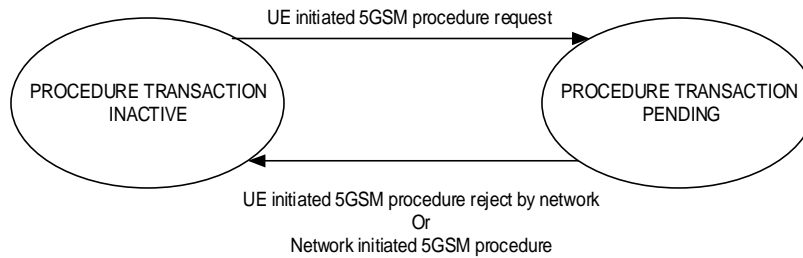 UE initiated 5GSM procedure request
PROCEDURE TRANSACTION
INACTIVE
PROCEDURE TRANSACTION
PENDING
UE initiated 5GSM procedure reject by network
Or
Network initiated 5GSM procedure